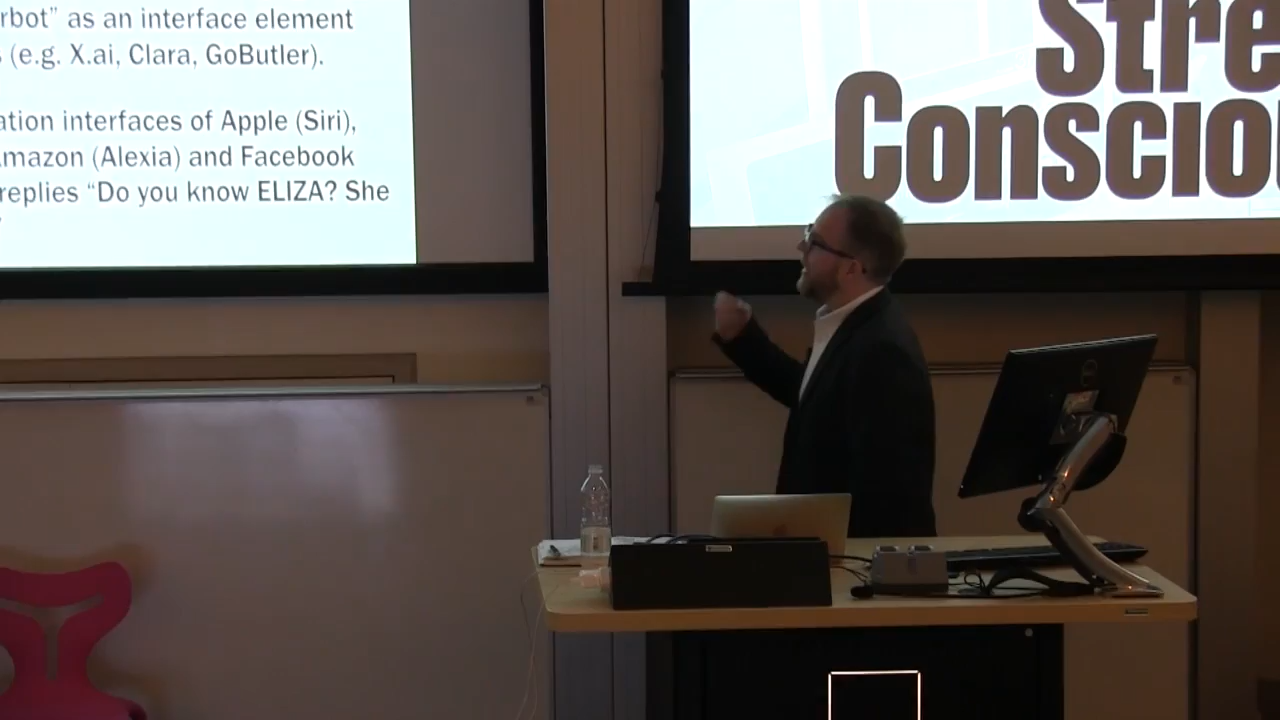 rbot” as an interface element
(e.g. X.ai, Clara, GoButler).
ation interfaces of Apple (Siri),
mazon (Alexia) and Facebook
replies “Do you know ELIZA? She
Stre
Consciou